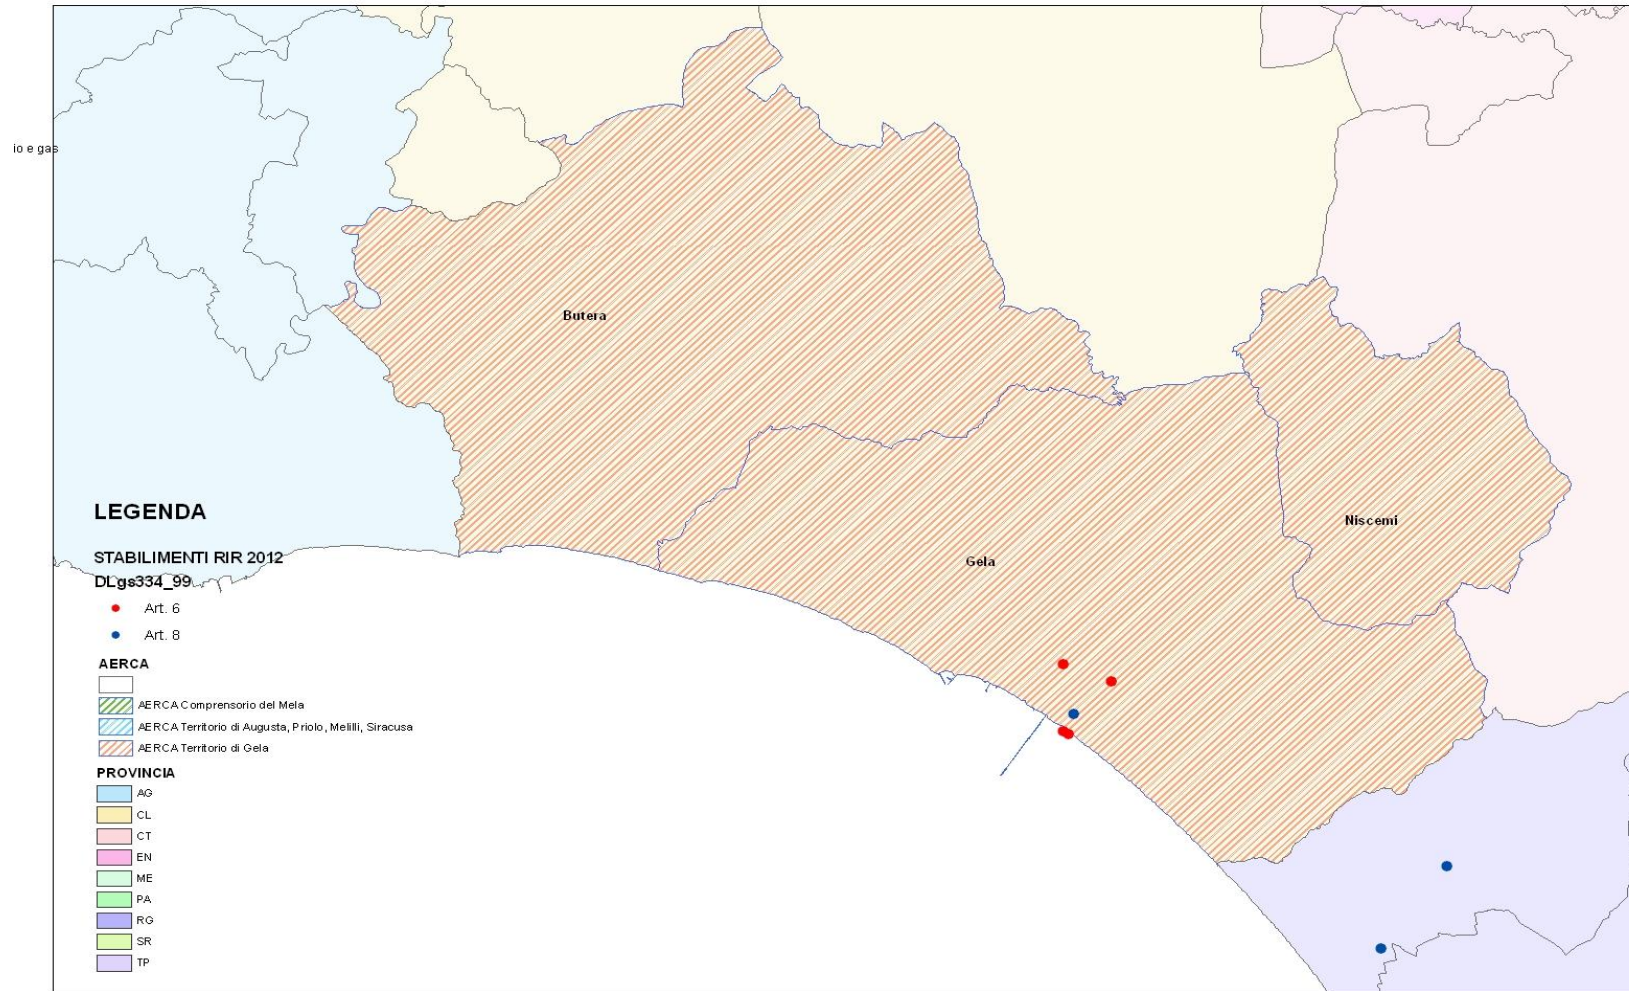 io e gas
Butera
Niscemi
Gela
LEGENDA
STABILIMENTI RIR 2012
DLgs334_99
Art. 6
Art. 8
AERCA
AERCA Comprensorio del Mela
AERCA Territorio di Augusta, Priolo, Melilli, Siracusa
AERCA Territorio di Gela
PROVINCIA
AG
CL
CT
EN
ME
PA
RG
SR
TP